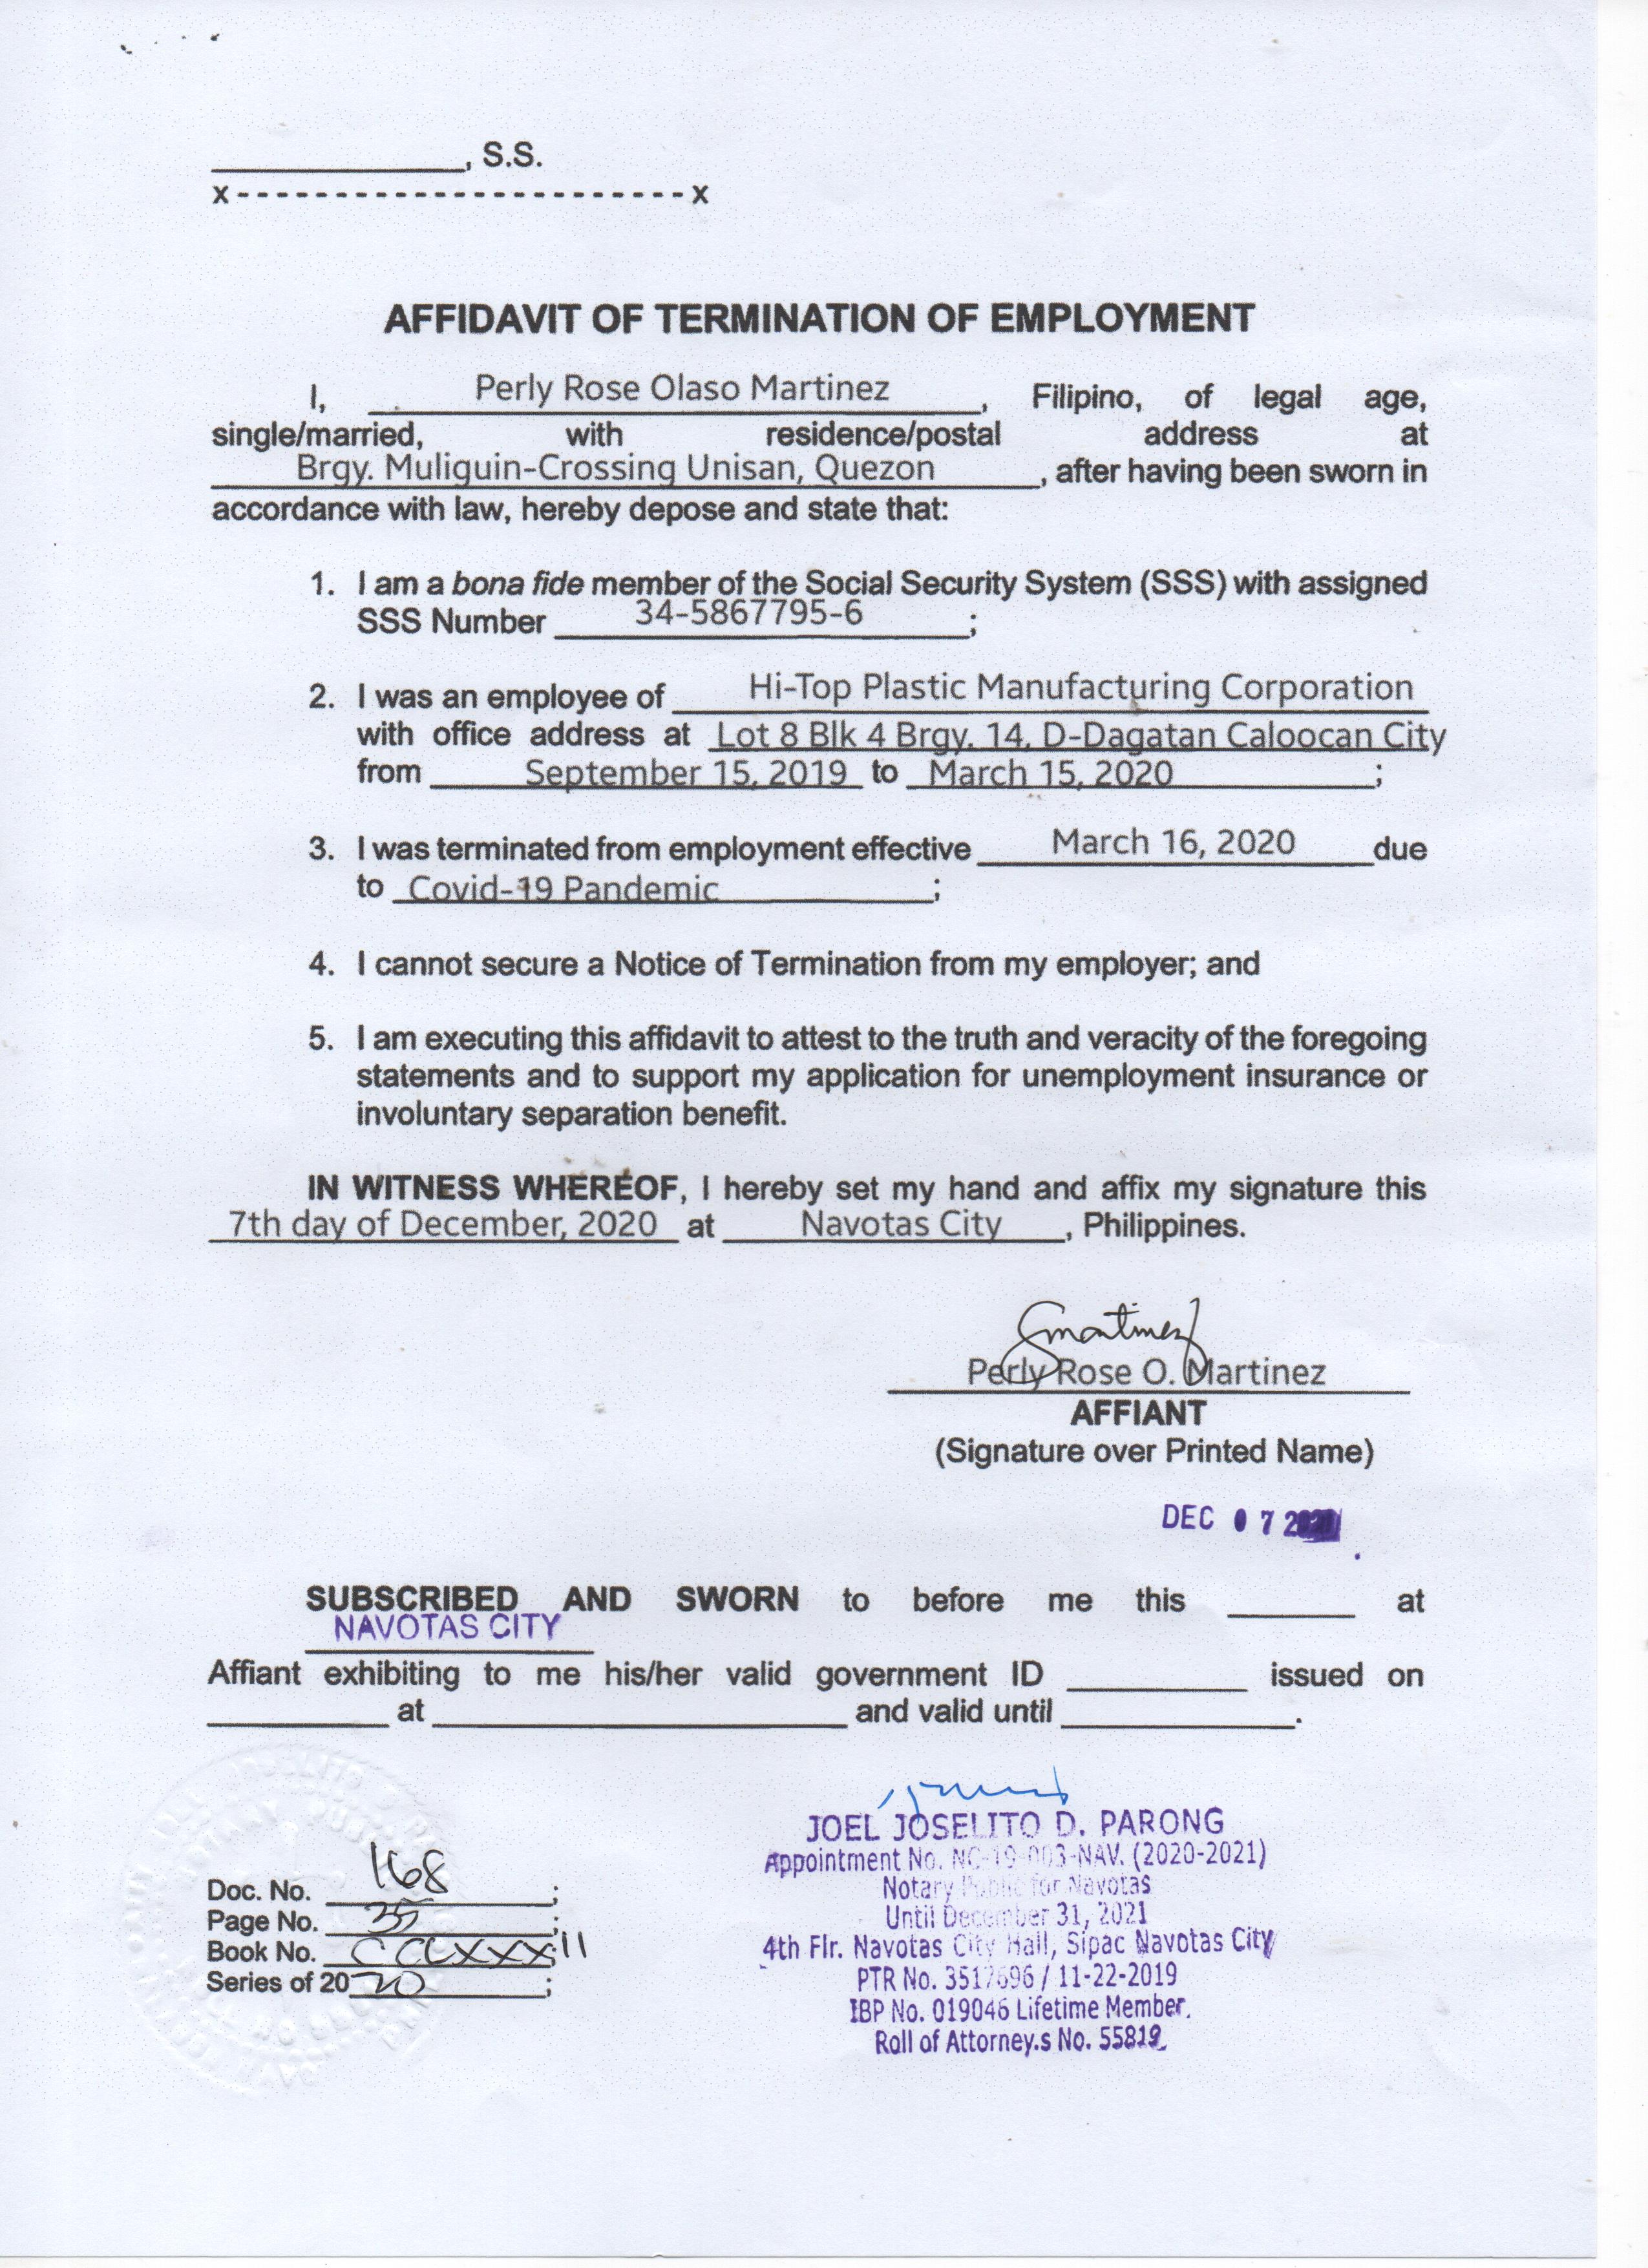 ____________, S.S.
x - - - - - - - - - - - - - - - - - - - - - - - x
AFFIDAVIT OF TERMINATION OF EMPLOYMENT
I, Perly Rose Olaso Martinez, Filipino, of legal age,
single/married, with residence/postal address at
Brgy. Muliguin-Crossing Unisan, Quezon, after having been sworn in
accordance with law, hereby depose and state that:
1. I am a bona fide member of the Social Security System (SSS) with assigned
SSS Number 34-5867795-6;
2. I was an employee of Hi-Top Plastic Manufacturing Corporation
with office address at Lot 8 Blk 4 Brgy. 14, D-Dagatan Caloocan City
from September 15, 2019 to March 15, 2020;
3. I was terminated from employment effective March 16, 2020 due
to Covid-19 Pandemic;
4. I cannot secure a Notice of Termination from my employer; and
5. I am executing this affidavit to attest to the truth and veracity of the foregoing
statements and to support my application for unemployment insurance or
involuntary separation benefit.
IN WITNESS WHEREOF, I hereby set my hand and affix my signature this
7th day of December, 2020 at Navotas City, Philippines.
Perly Rose O. Martinez
AFFIANT
(Signature over Printed Name)
DEC 07
SUBSCRIBED AND SWORN to before me this ______ at
NAVOTAS CITY
Affiant exhibiting to me his/her valid government ID ________ issued on
________ at ________ and valid until ________.
JOEL JOSELITO D. PARONG
Appointment No. NC-19-003-NAV. (2020-2021)
Notary Public for Navotas
Until December 31, 2021
4th Flr. Navotas City Hall, Sipac Navotas City
PTR No. 3517696 / 11-22-2019
IBP No. 019046 Lifetime Member.
Roll of Attorney.s No. 55819
Doc. No. 168;
Page No. 35;
Book No. CCCXXXII;
Series of 2020;